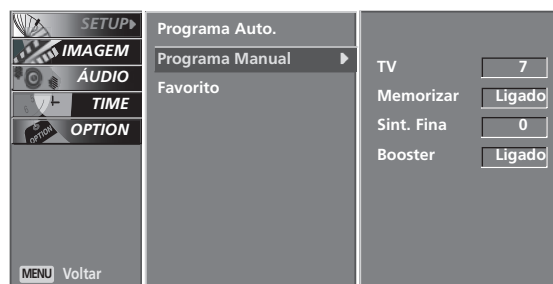 SETUP
IMAGEM
ÁUDIO
TIME
OPTION
OPTION
MENU Voltar
Programa Auto.
Programa Manual
Favorito
TV 7
Memorizar Ligado
Sint. Fina 0
Booster Ligado